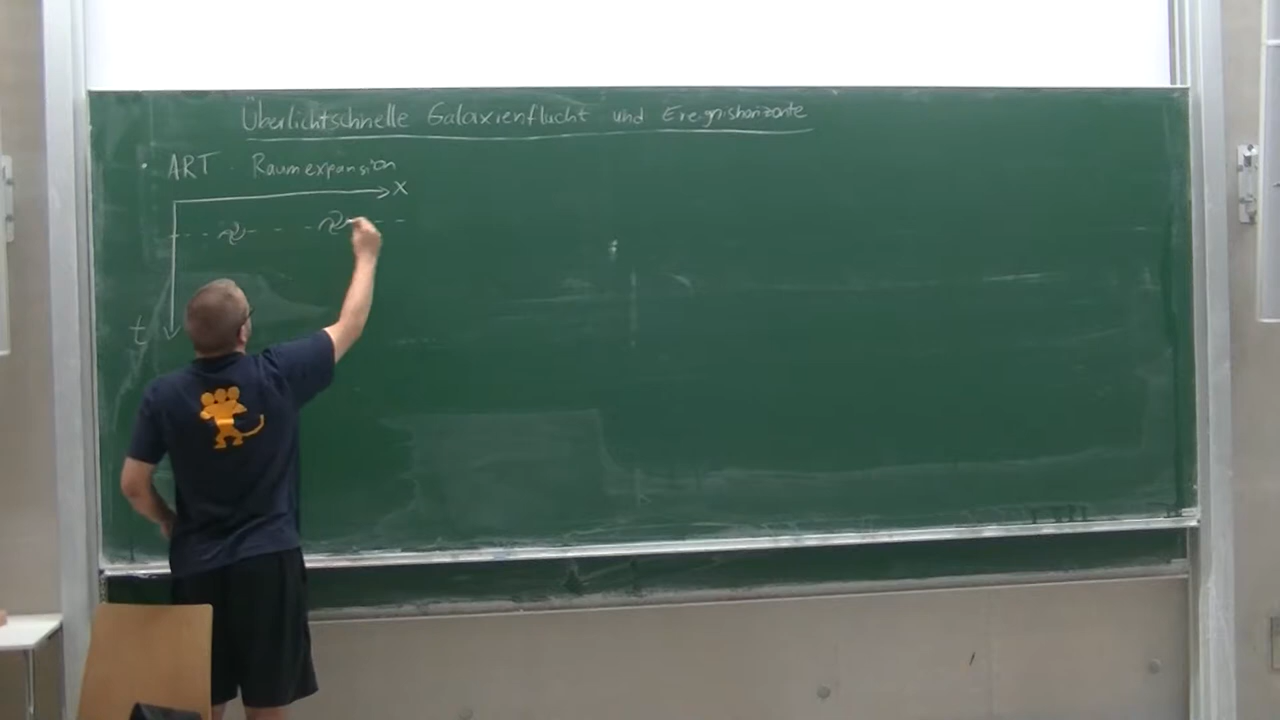 Überlichtschnelle Galaxienflucht und Ereignishorizonte
· ART · Raumexpansion
x
t